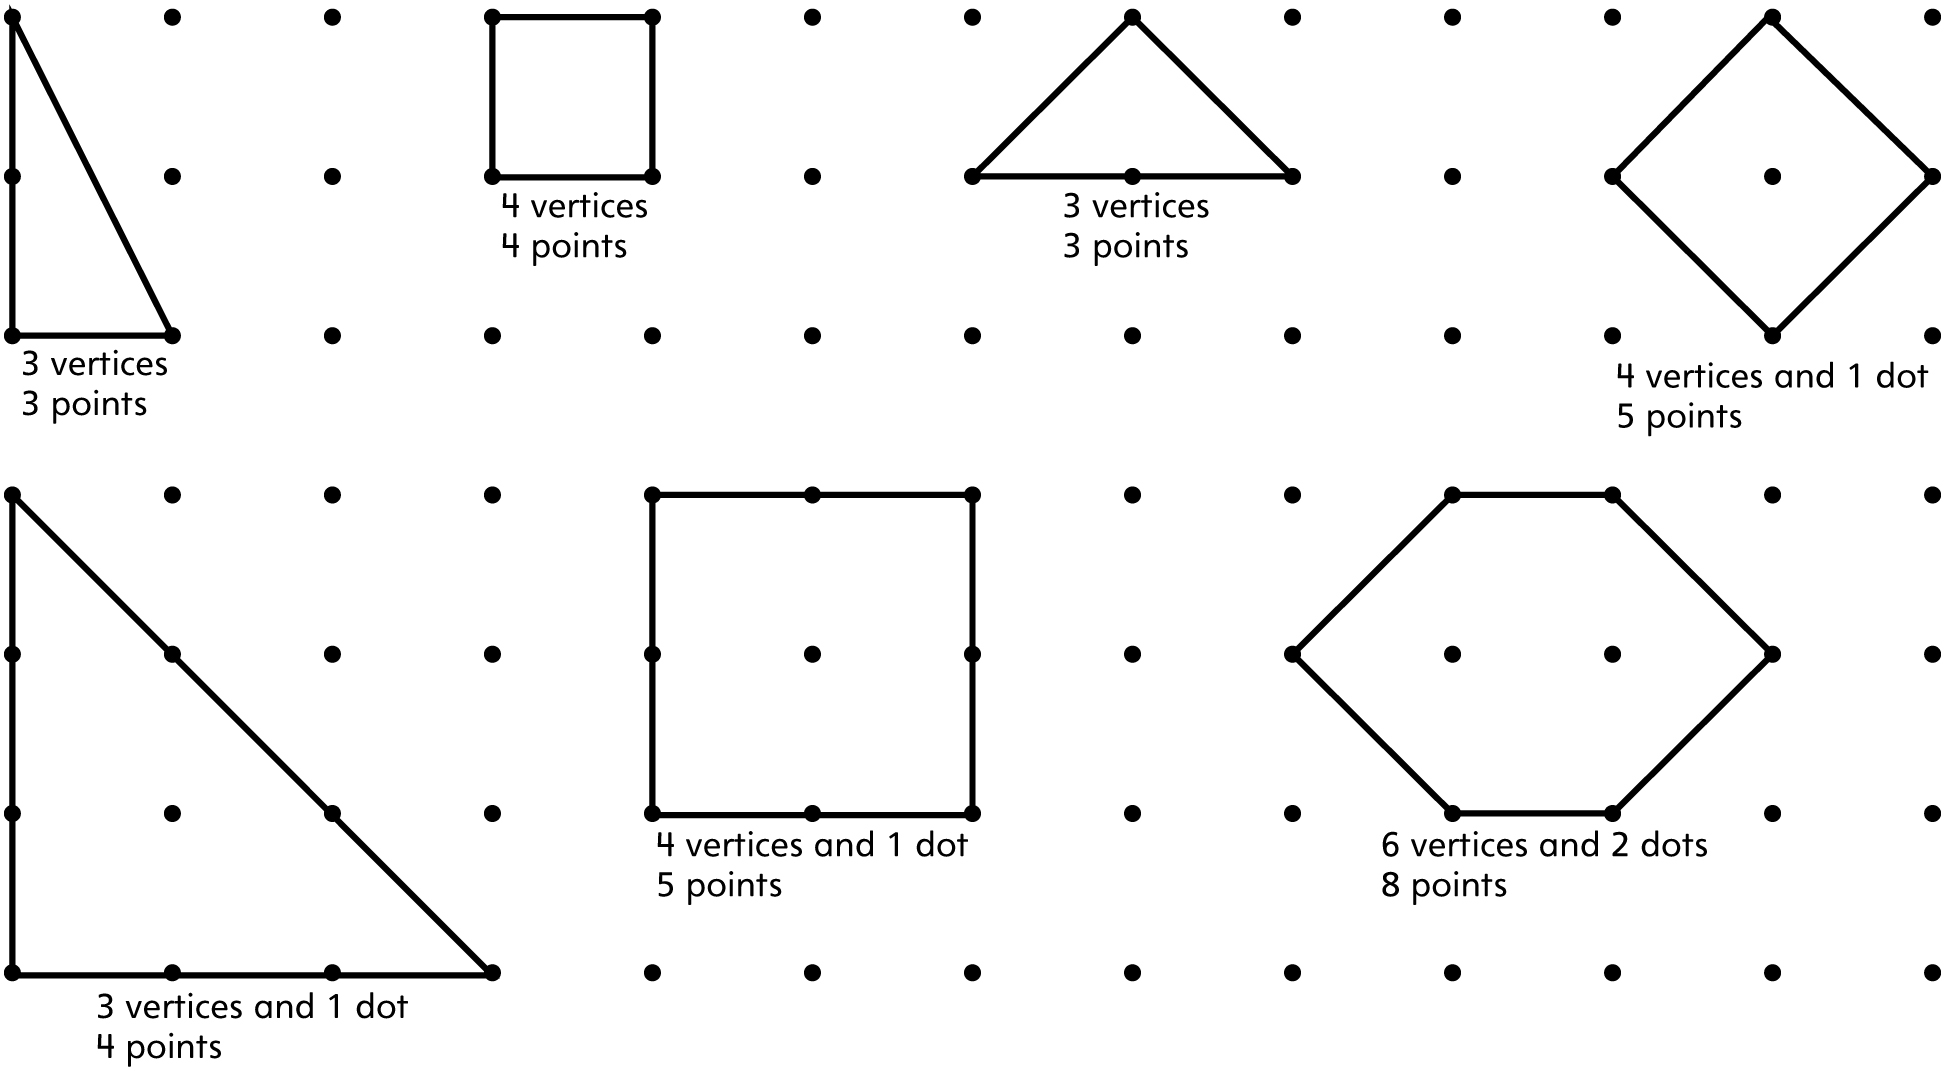 4 vertices
4 points
3 vertices
3 points
3 vertices
3 points
4 vertices and 1 dot
5 points
4 vertices and 1 dot
5 points
6 vertices and 2 dots
8 points
3 vertices and 1 dot
4 points